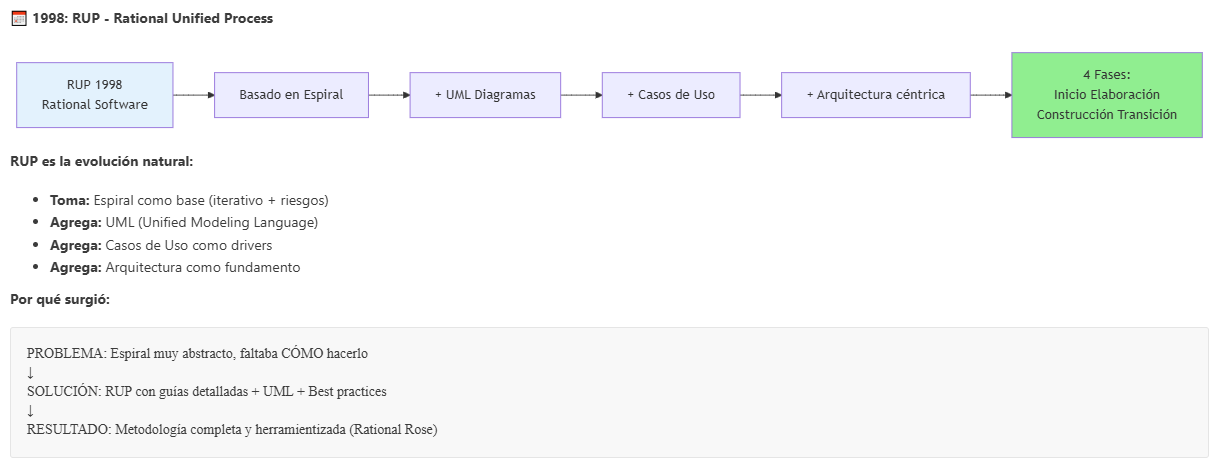 📅 1998: RUP - Rational Unified Process
RUP 1998
Rational Software
Basado en Espiral
+ UML Diagramas
+ Casos de Uso
+ Arquitectura céntrica
4 Fases:
Inicio Elaboración
Construcción Transición
RUP es la evolución natural:
• Toma: Espiral como base (iterativo + riesgos)
• Agrega: UML (Unified Modeling Language)
• Agrega: Casos de Uso como drivers
• Agrega: Arquitectura como fundamento
Por qué surgió:
PROBLEMA: Espiral muy abstracto, faltaba CÓMO hacerlo
↓
SOLUCIÓN: RUP con guías detalladas + UML + Best practices
↓
RESULTADO: Metodología completa y herramientizada (Rational Rose)